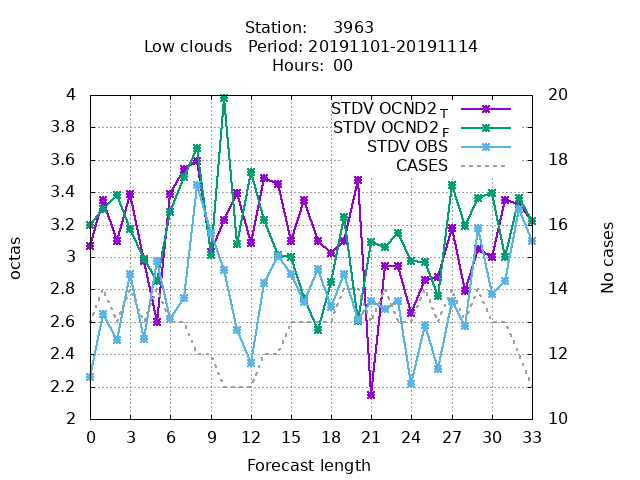 Station: 3963
Low clouds Period: 20191101-20191114
Hours: 00
4
3.8
3.6
3.4
3.2
3
2.8
2.6
2.4
2.2
2
octas
20
18
16
14
12
10
No cases
STDV OCND2 T
STDV OCND2 F
STDV OBS
CASES
0 3 6 9 12 15 18 21 24 27 30 33
Forecast length